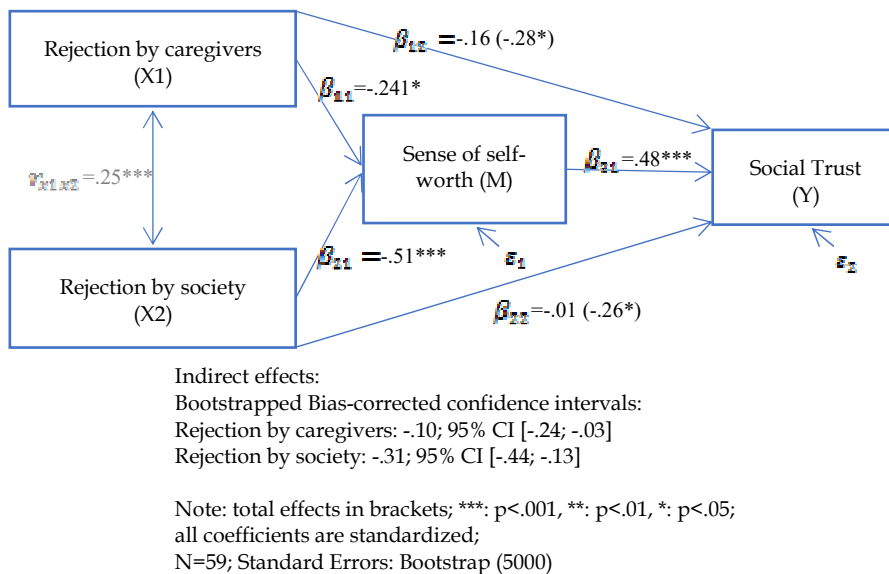 Rejection by caregivers
(X1)
β₁₂ =-.16 (-.28*)
β₁₁=-.241*
Sense of self-
worth (M)
β₃₁=.48***
Social Trust
(Y)
r_x1x2=.25***
β₂₁ =-.51***
ε₁
ε₂
Rejection by society
(X2)
β₂₂=-.01 (-.26*)
Indirect effects:
Bootstrapped Bias-corrected confidence intervals:
Rejection by caregivers: -.10; 95% CI [-.24; -.03]
Rejection by society: -.31; 95% CI [-.44; -.13]
Note: total effects in brackets; ***: p<.001, **: p<.01, *: p<.05;
all coefficients are standardized;
N=59; Standard Errors: Bootstrap (5000)